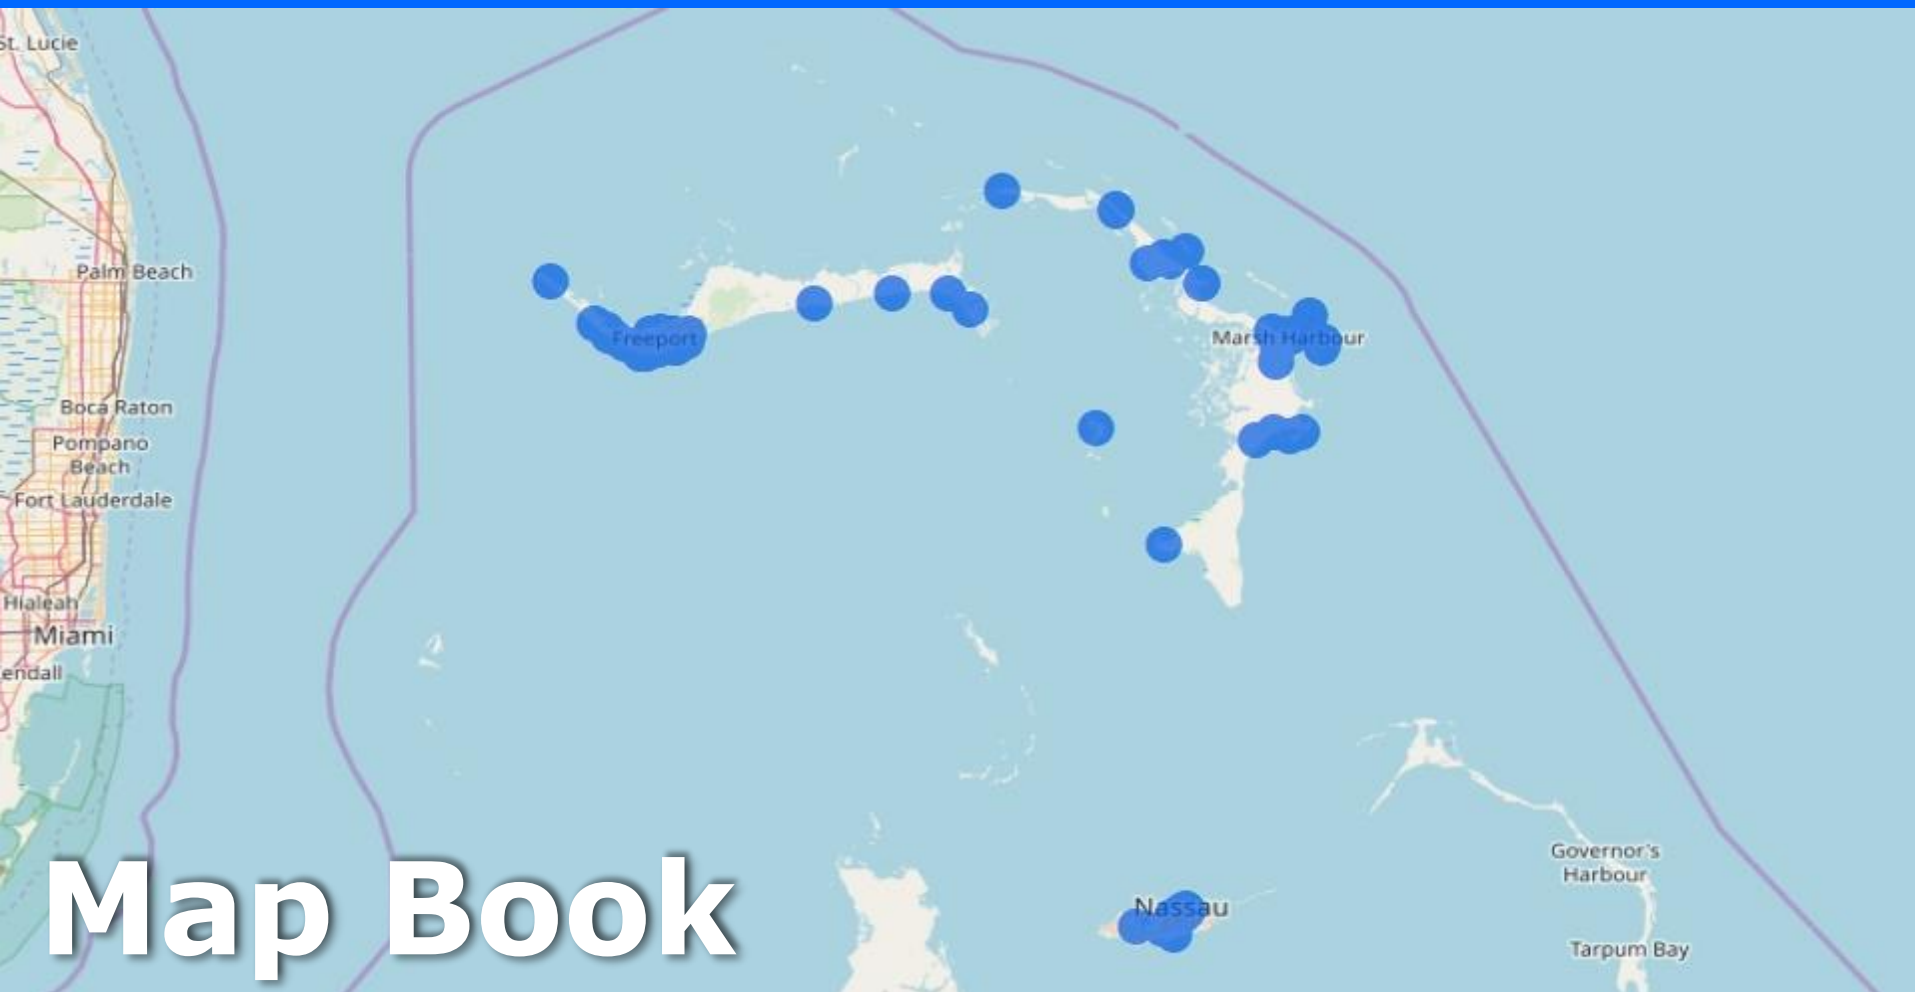 St. Lucie
Palm Beach
Boca Raton
Pompano
Beach
Fort Lauderdale
Hialeah
Miami
endall
Freeport
Marsh Harbour
Governor's
Harbour
Nassau
Tarpum Bay
Map Book